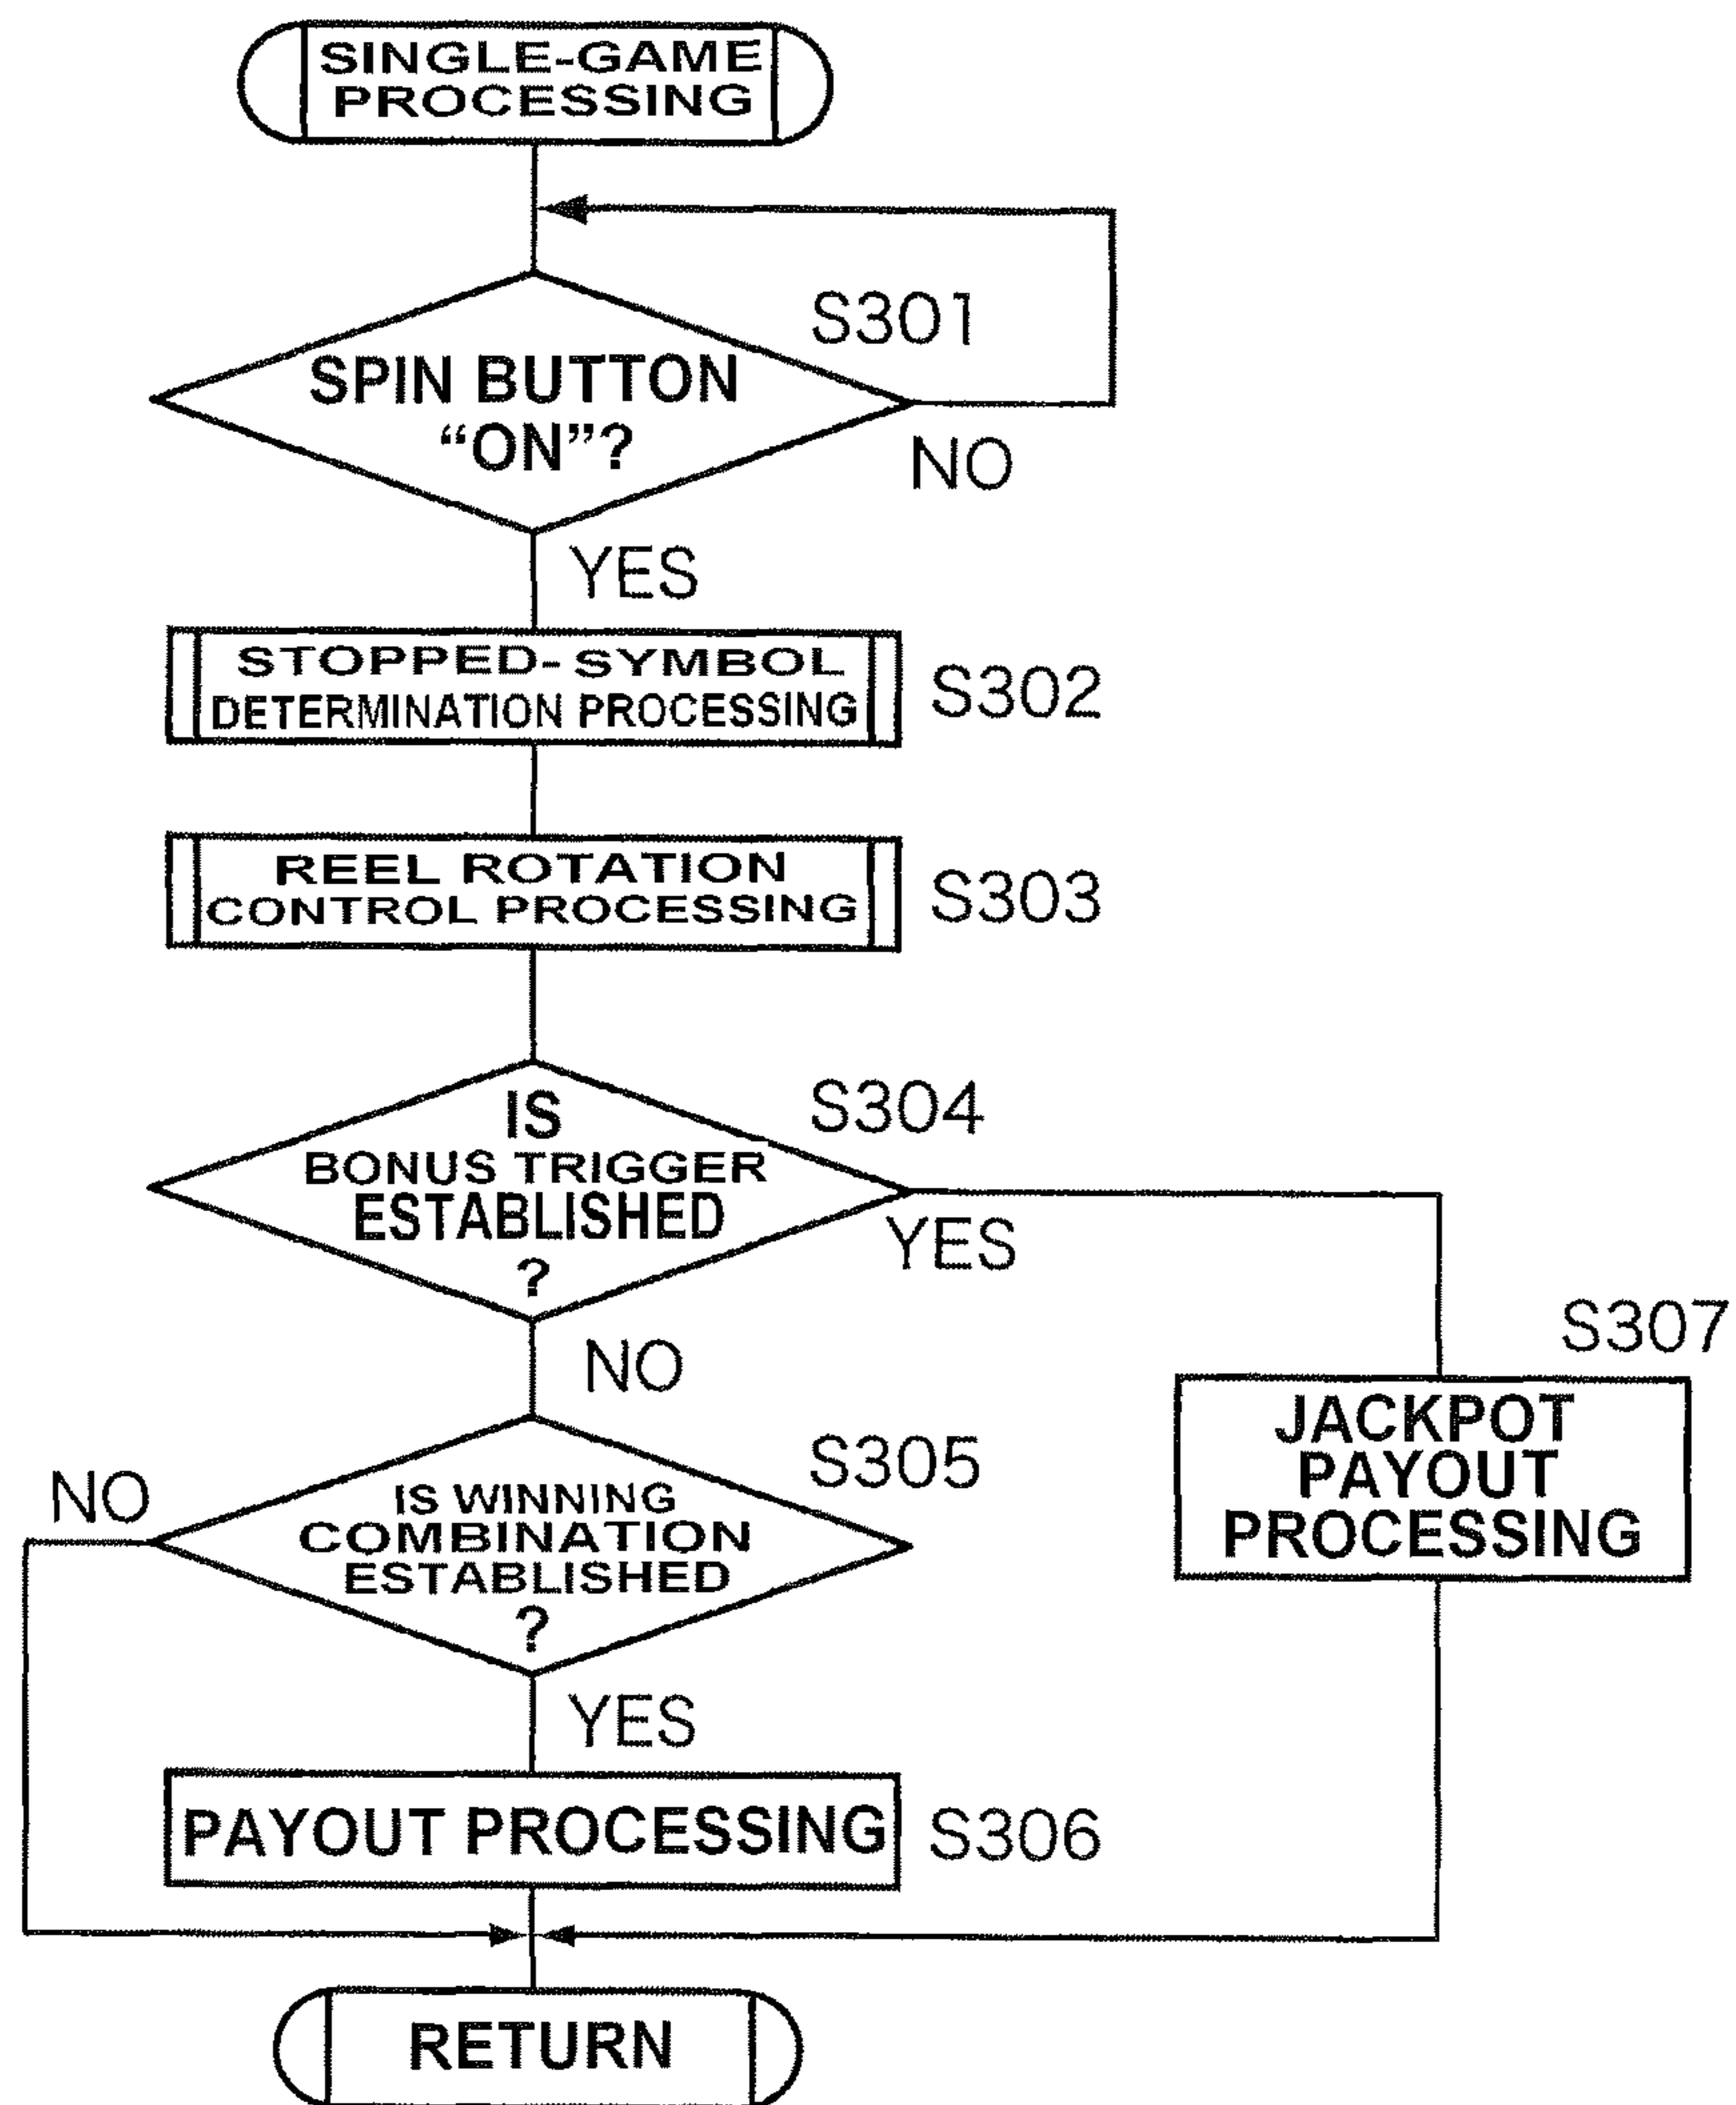 SINGLE-GAME
PROCESSING
S301
SPIN BUTTON
“ON”?
NO
YES
STOPPED-SYMBOL
DETERMINATION PROCESSING
S302
REEL ROTATION
CONTROL PROCESSING
S303
S304
IS
BONUS TRIGGER
ESTABLISHED
?
YES
NO
S307
JACKPOT
PAYOUT
PROCESSING
S305
NO
IS WINNING
COMBINATION
ESTABLISHED
?
YES
PAYOUT PROCESSING
S306
RETURN